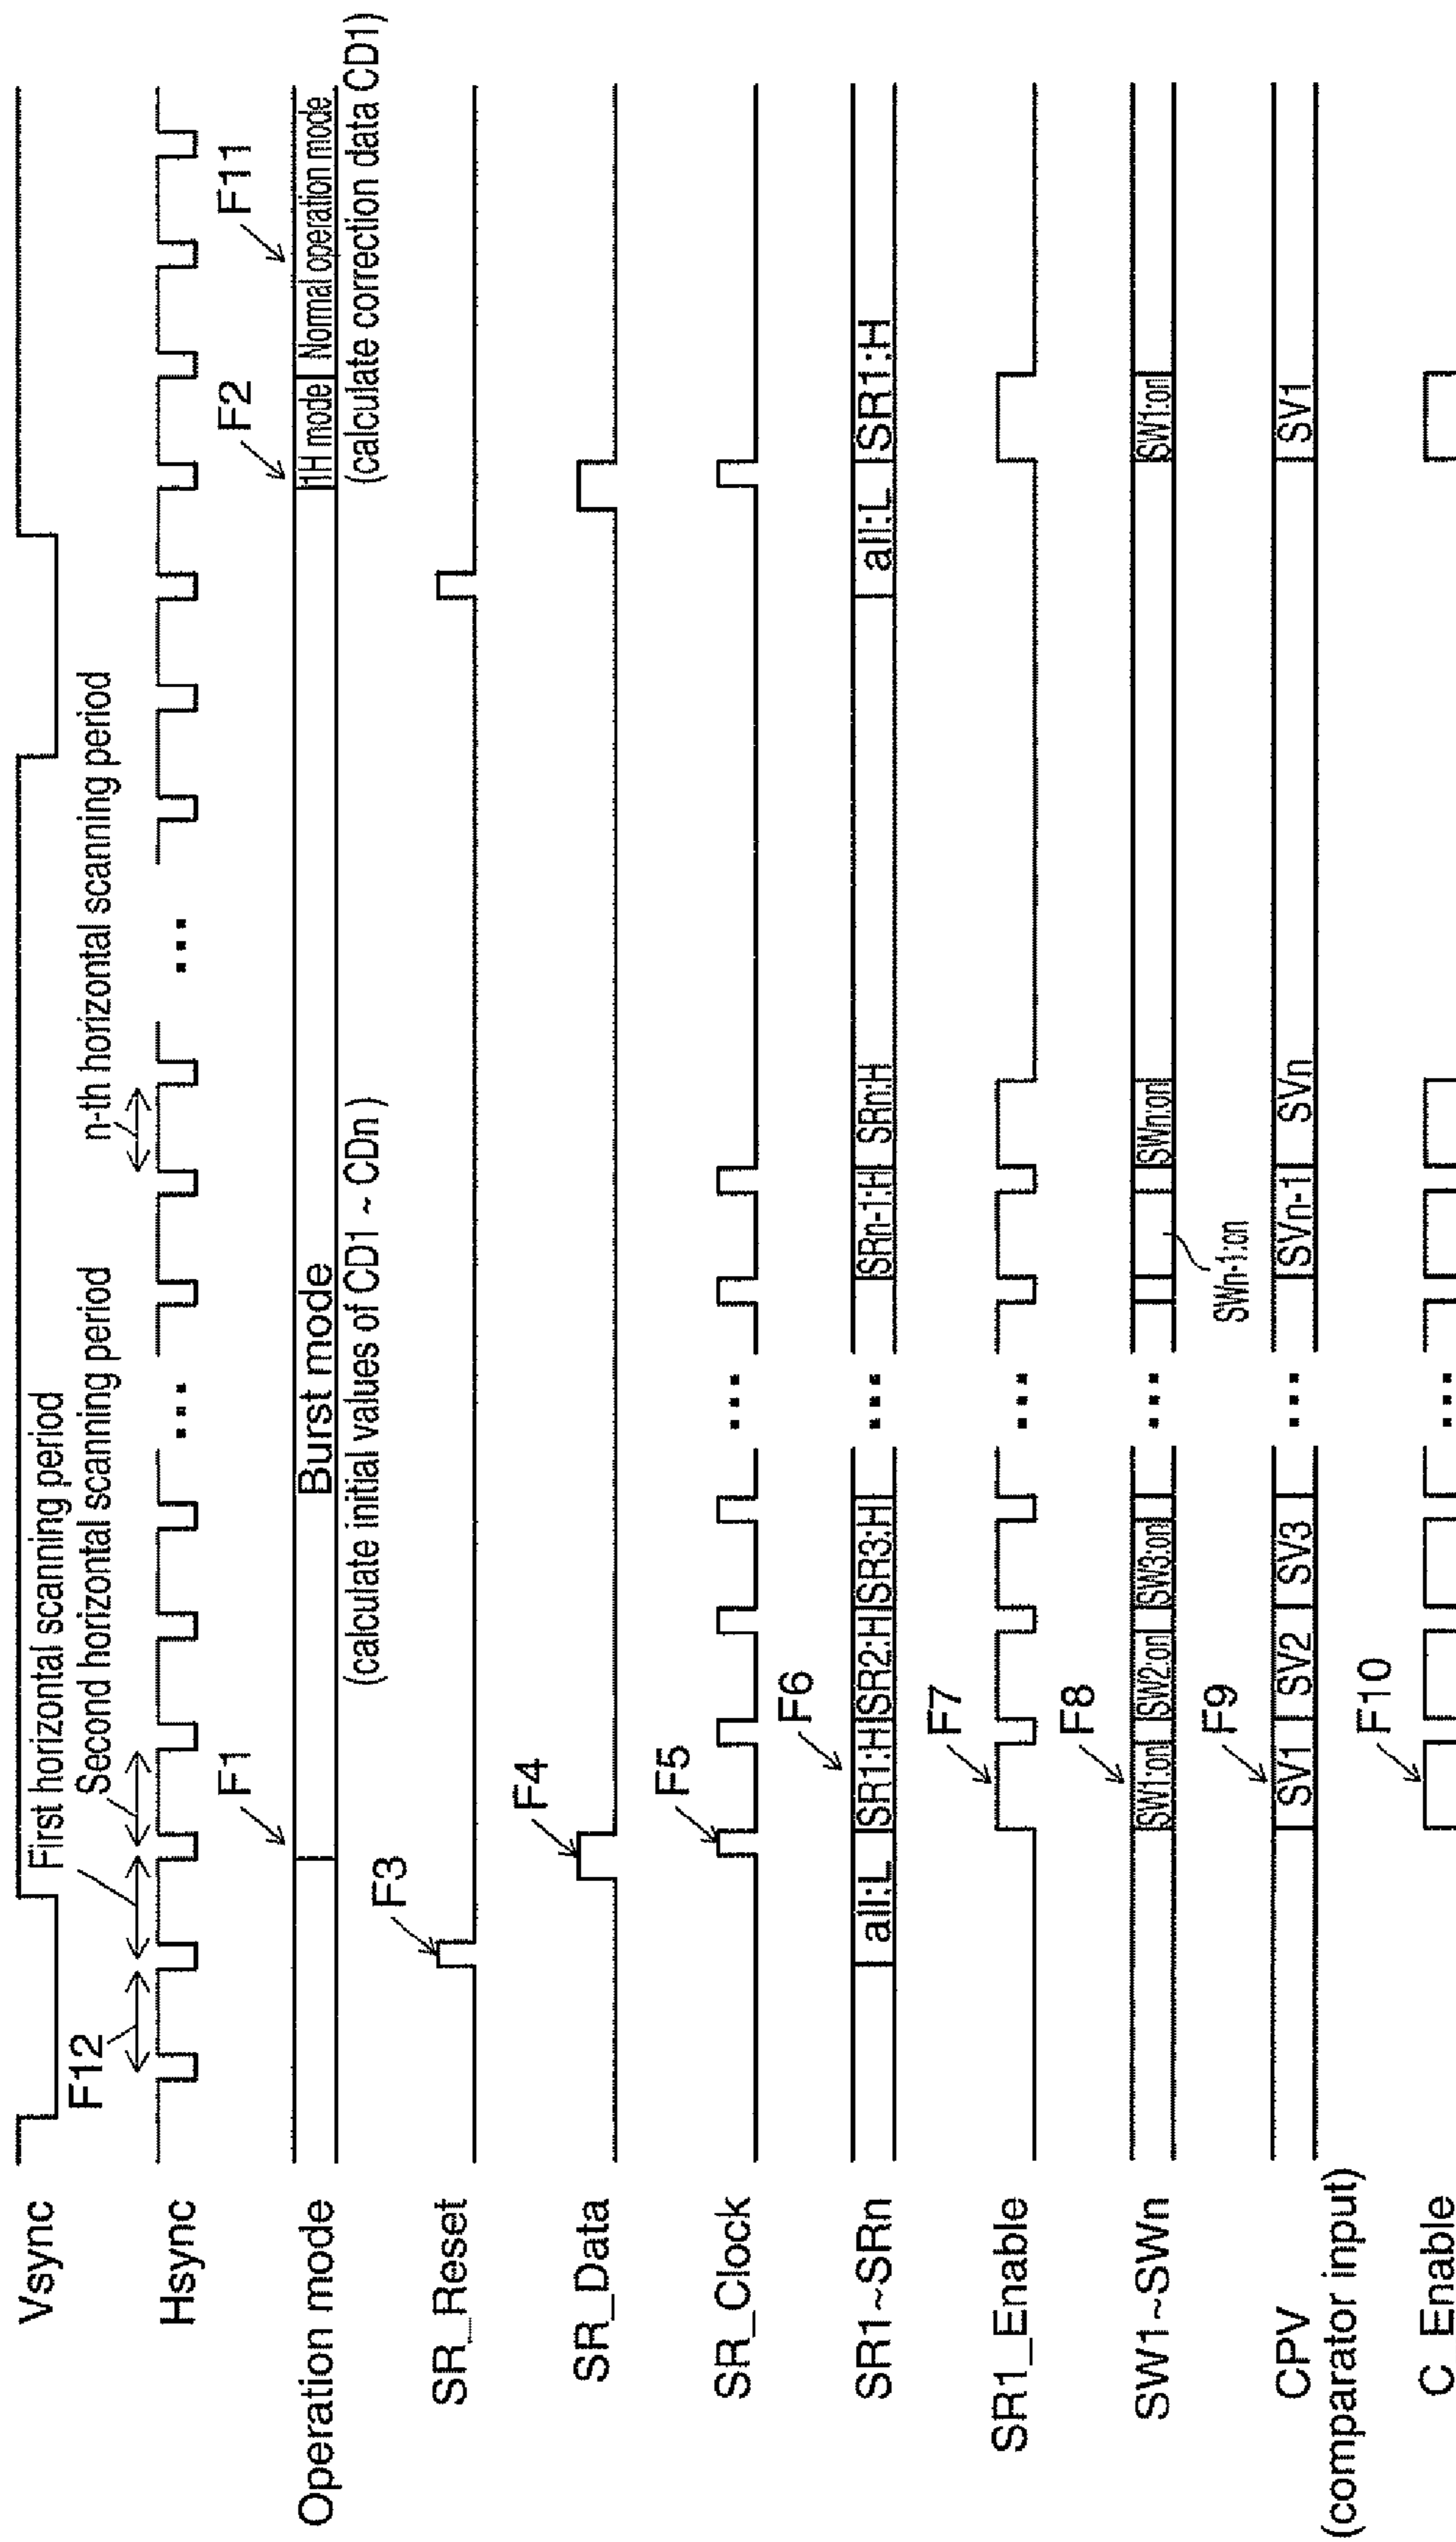 Vsync
First horizontal scanning period
Second horizontal scanning period
n-th horizontal scanning period
F12
Hsync
...
...
F1
F2
F11
Operation mode
Burst mode
1H mode
Normal operation mode
(calculate initial values of CD1 ~ CDn )
(calculate correction data CD1)
F3
SR_Reset
F4
SR_Data
F5
SR_Clock
...
F6
SR1~SRn
all:L
SR1:H
SR2:H
SR3:H
...
SRn-1:H
SRn:H
all:L
SR1:H
F7
SR1_Enable
...
F8
SW1~SWn
SW1:on
SW2:on
SW3:on
...
SWn:on
SW1:on
SWn-1:on
F9
CPV
(comparator input)
SV1
SV2
SV3
...
SVn-1
SVn
SV1
F10
C_Enable
...